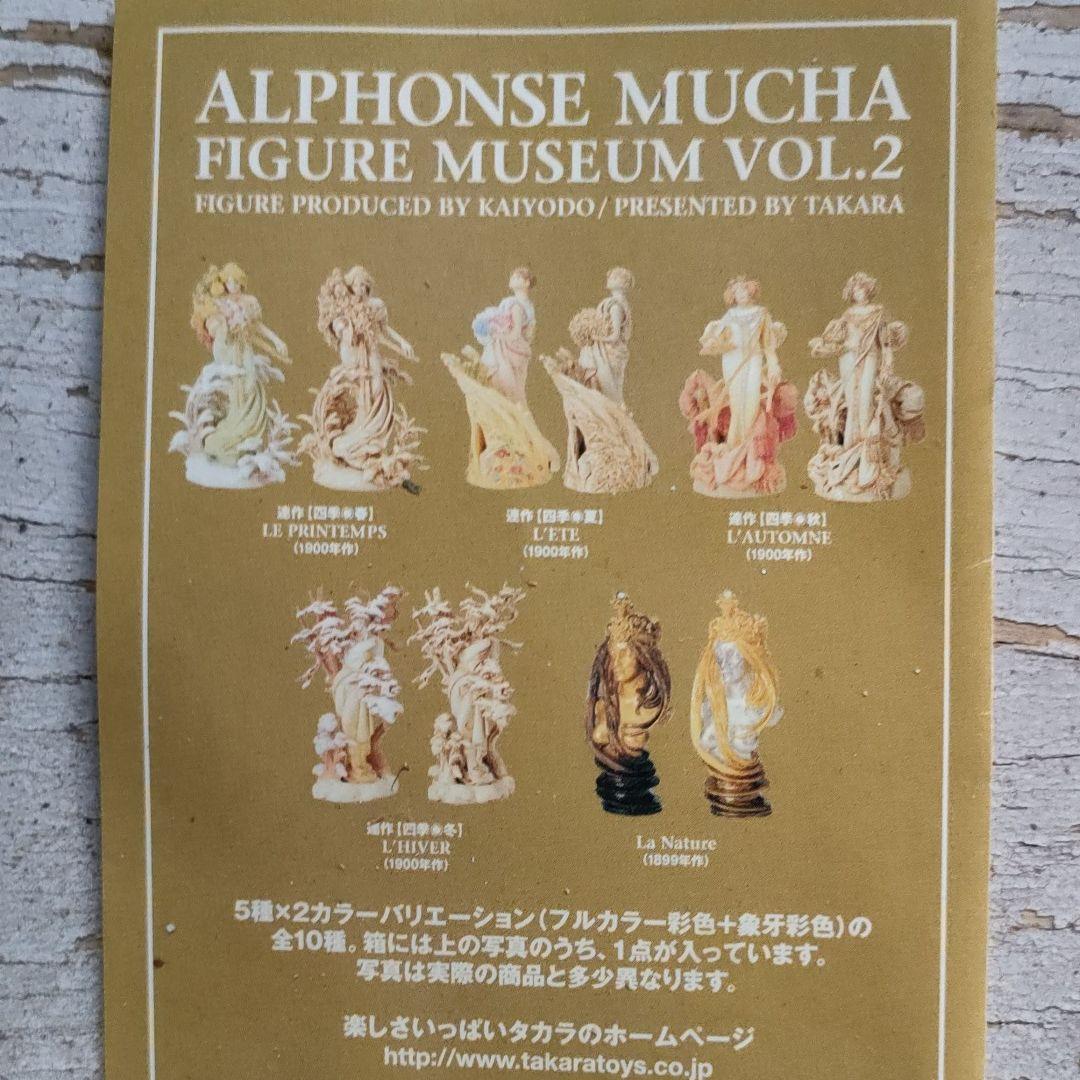 ALPHONSE MUCHA
FIGURE MUSEUM VOL.2
FIGURE PRODUCED BY KAIYODO/PRESENTED BY TAKARA
連作【四季●春】
LE PRINTEMPS
(1900年作)
連作【四季●夏】
L'ETE
(1900年作)
連作【四季●秋】
L'AUTOMNE
(1900年作)
連作【四季●冬】
L'HIVER
(1900年作)
La Nature
(1899年作)
5種×2カラーバリエーション(フルカラー彩色+象牙彩色)の
全10種。箱には上の写真のうち、1点が入っています。
写真は実際の商品と多少異なります。
楽しさいっぱいタカラのホームページ
http://www.takaratoys.co.jp